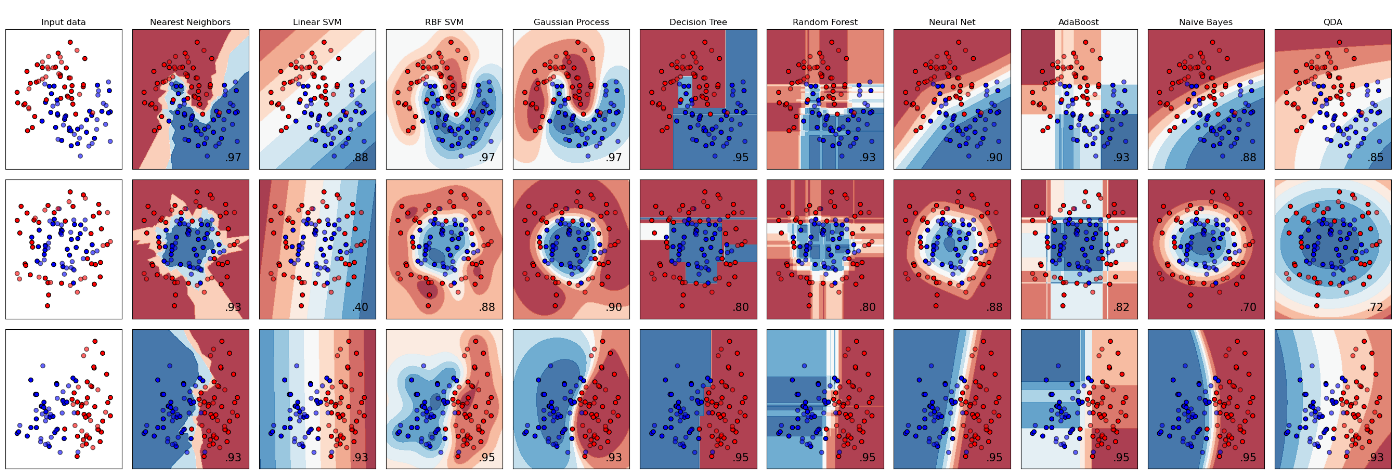 Input data
Nearest Neighbors
Linear SVM
RBF SVM
Gaussian Process
Decision Tree
Random Forest
Neural Net
AdaBoost
Naive Bayes
QDA
.97
.88
.97
.97
.95
.93
.90
.93
.88
.85
.93
.40
.88
.90
.80
.80
.88
.82
.70
.72
.93
.93
.95
.93
.95
.95
.95
.95
.95
.93